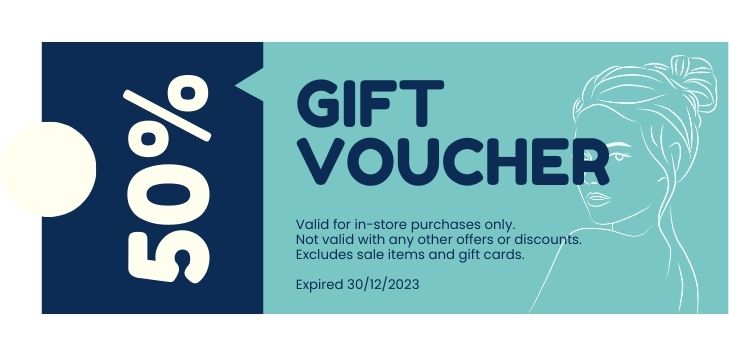 50%
GIFT
VOUCHER
Valid for in-store purchases only.
Not valid with any other offers or discounts.
Excludes sale items and gift cards.
Expired 30/12/2023